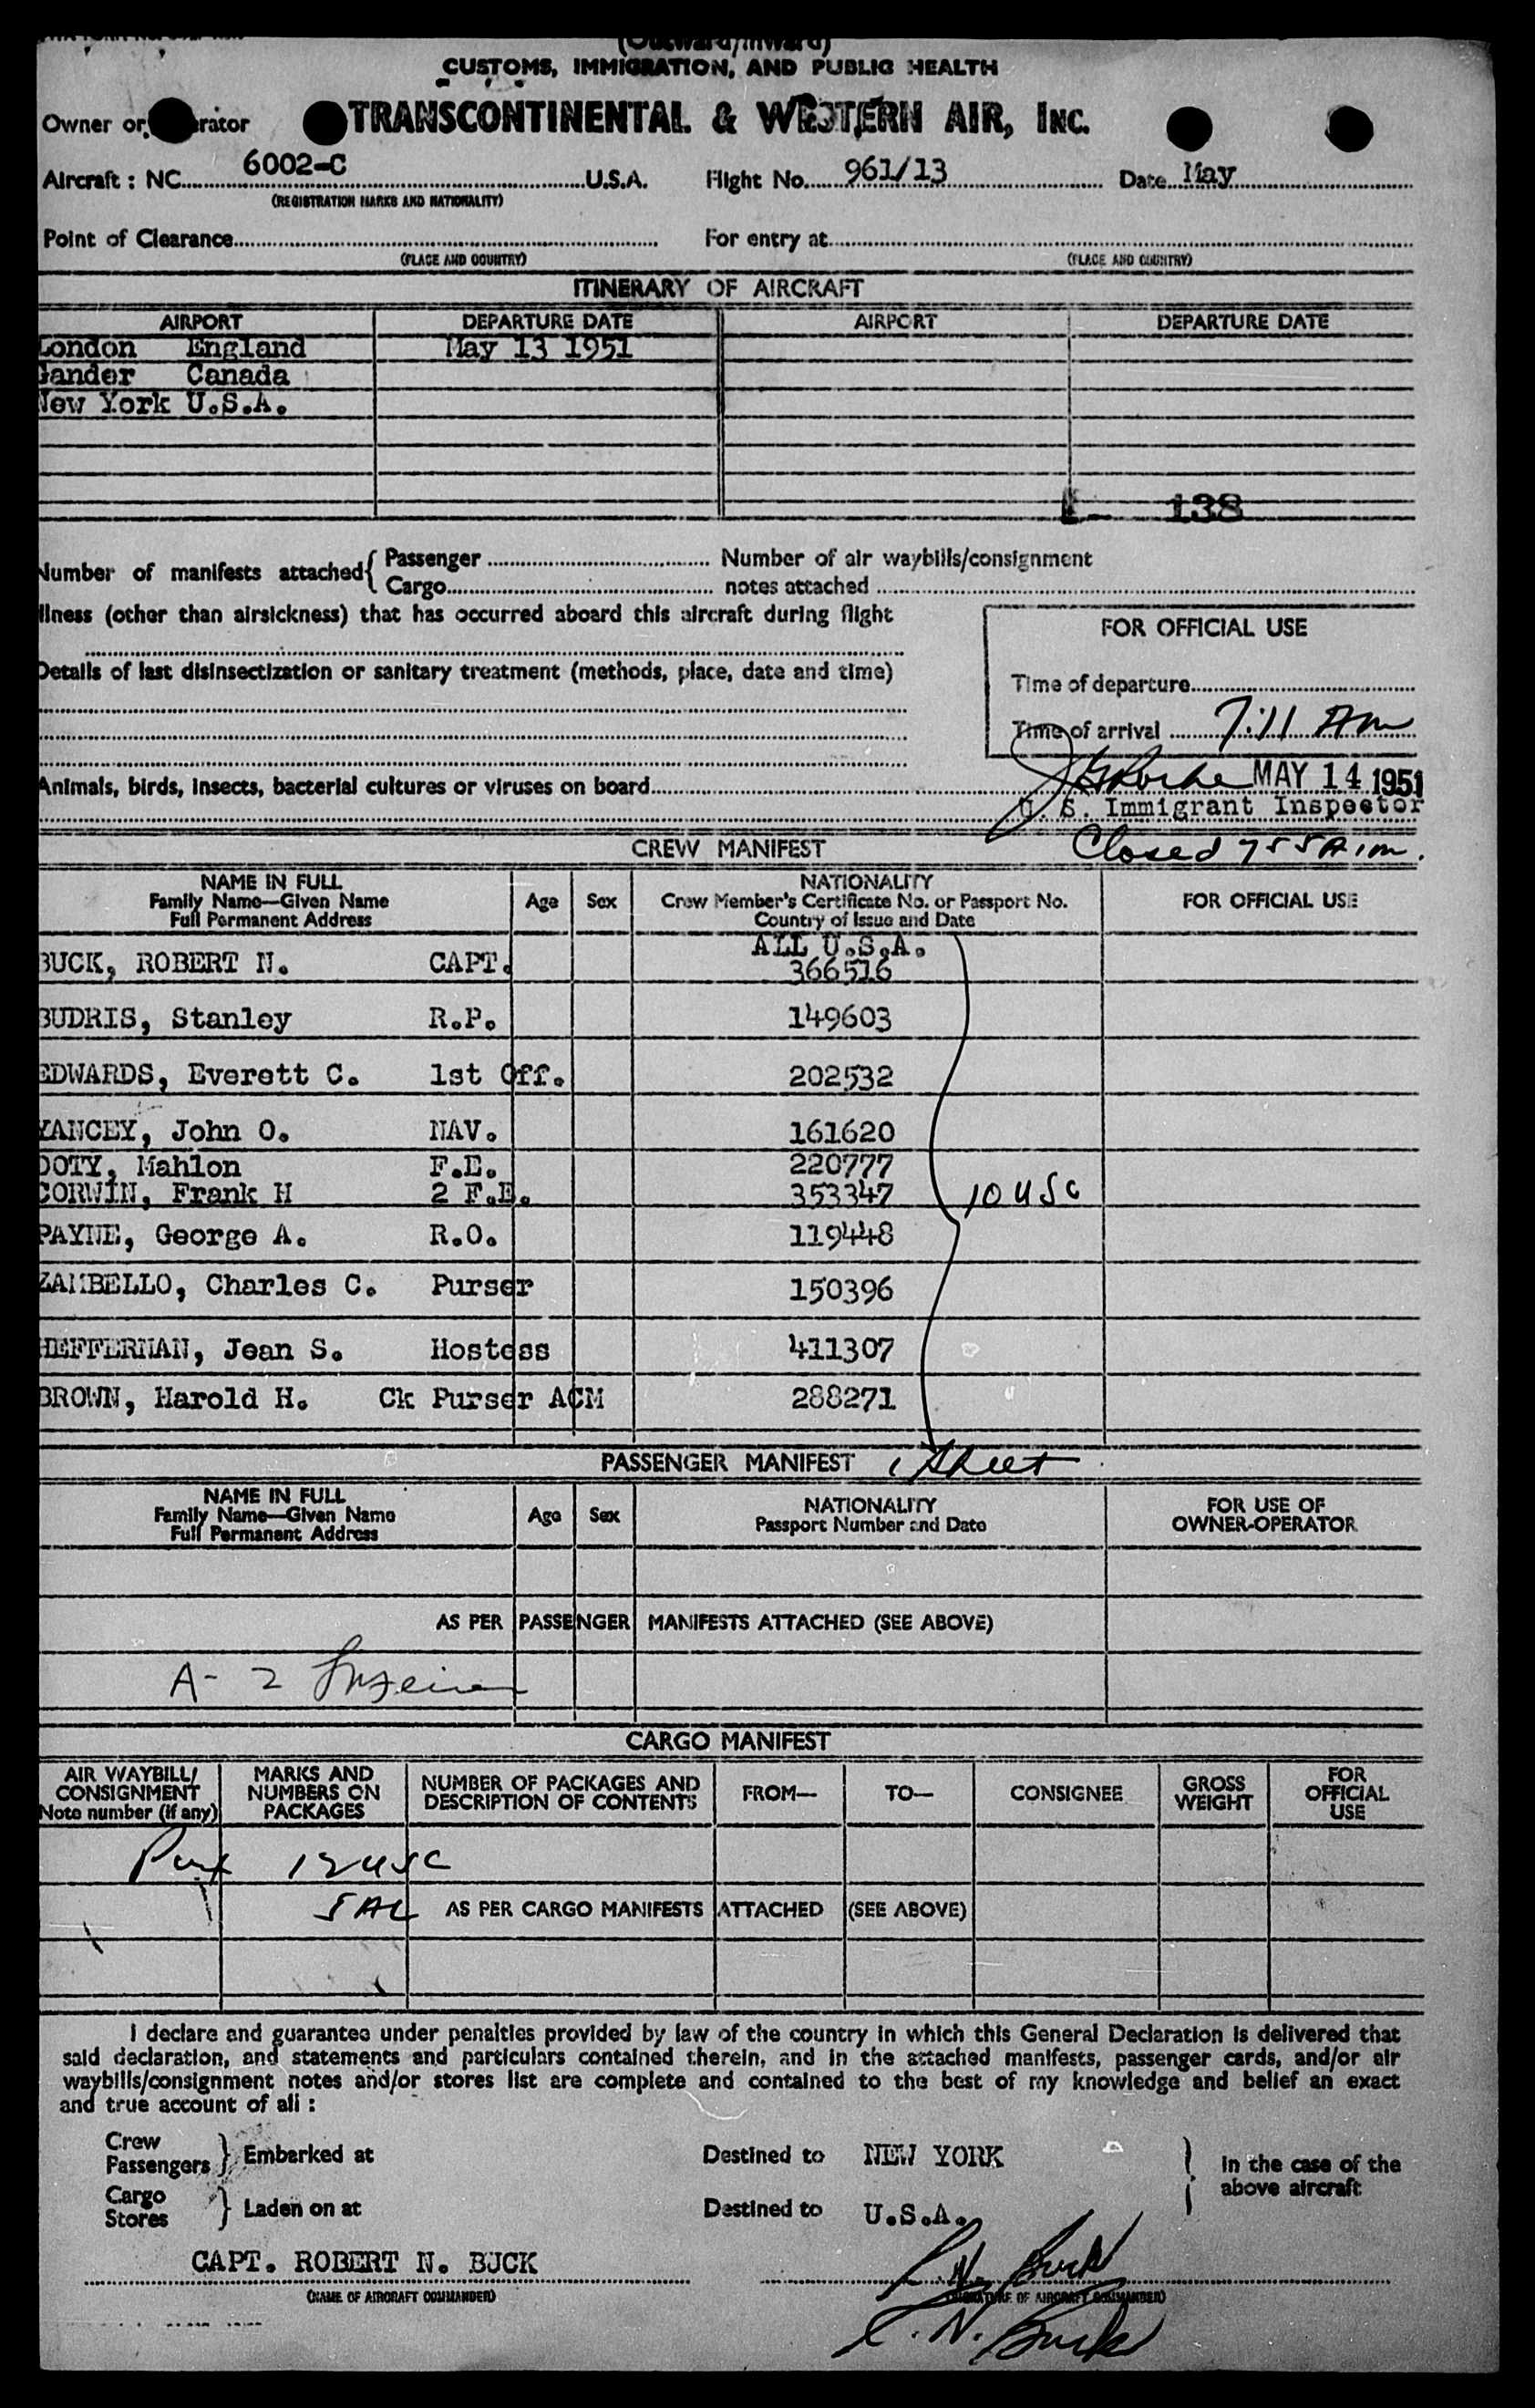 (Outward/Inward)
CUSTOMS, IMMIGRATION, AND PUBLIC HEALTH
Owner or rator TRANSCONTINENTAL & WESTERN AIR, INC.
Aircraft : NC 6002-C U.S.A. Flight No. 961/13 Date May
(REGISTRATION MARKS AND NATIONALITY)
Point of Clearance For entry at
(PLACE AND COUNTRY) (PLACE AND COUNTRY)
ITINERARY OF AIRCRAFT
AIRPORT DEPARTURE DATE AIRPORT DEPARTURE DATE
London England May 13 1951
Gander Canada
New York U.S.A.
138
Number of manifests attached { Passenger Number of air waybills/consignment
Cargo notes attached
llness (other than airsickness) that has occurred aboard this aircraft during flight
FOR OFFICIAL USE
Details of last disinsectization or sanitary treatment (methods, place, date and time)
Time of departure
Time of arrival 7:11 AM
Animals, birds, insects, bacterial cultures or viruses on board MAY 14 1951
U. S. Immigrant Inspector
CREW MANIFEST Closed 755 A.m.
NAME IN FULL NATIONALITY
Family Name—Given Name Age Sex Crew Member's Certificate No. or Passport No. FOR OFFICIAL USE
Full Permanent Address Country of Issue and Date
ALL U.S.A.
BUCK, ROBERT N. CAPT. 366516
BUDRIS, Stanley R.P. 149603
EDWARDS, Everett C. 1st Off. 202532
YANCEY, John O. NAV. 161620
DOTY, Mahlon F.E. 220777
CORWIN, Frank H 2 F.E. 353347 10 USC
PAYNE, George A. R.O. 119448
ZAMBELLO, Charles C. Purser 150396
HEFFERNAN, Jean S. Hostess 411307
BROWN, Harold H. Ck Purser ACM 288271
PASSENGER MANIFEST 1 Sheet
NAME IN FULL NATIONALITY FOR USE OF
Family Name—Given Name Age Sex Passport Number and Date OWNER-OPERATOR
Full Permanent Address
AS PER PASSENGER MANIFESTS ATTACHED (SEE ABOVE)
A- 2
CARGO MANIFEST
AIR WAYBILL/ MARKS AND NUMBER OF PACKAGES AND FROM— TO— CONSIGNEE GROSS FOR
CONSIGNMENT NUMBERS ON DESCRIPTION OF CONTENTS WEIGHT OFFICIAL
Note number (if any) PACKAGES USE
12 USC
5 AL AS PER CARGO MANIFESTS ATTACHED (SEE ABOVE)
I declare and guarantee under penalties provided by law of the country in which this General Declaration is delivered that
said declaration, and statements and particulars contained therein, and in the attached manifests, passenger cards, and/or air
waybills/consignment notes and/or stores list are complete and contained to the best of my knowledge and belief an exact
and true account of all :
Crew
Passengers } Embarked at Destined to NEW YORK } In the case of the
above aircraft
Cargo
Stores } Laden on at Destined to U.S.A.
CAPT. ROBERT N. BUCK R. N. Buck
(NAME OF AIRCRAFT COMMANDER) (SIGNATURE OF AIRCRAFT COMMANDER)
R. N. Buck